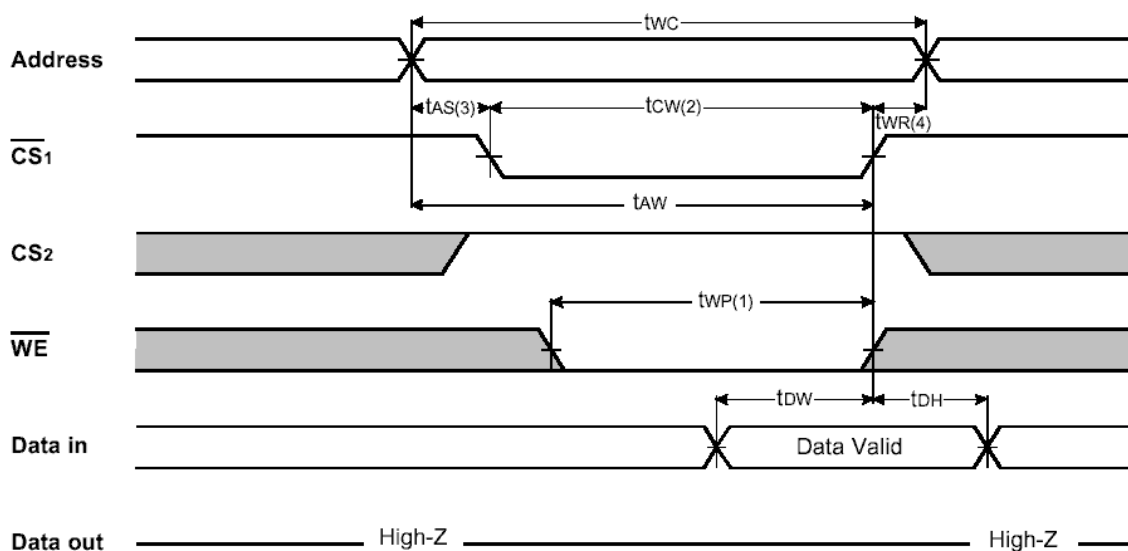 tWC
Address
tAS(3) tCW(2) tWR(4)
CS1
tAW
CS2
tWP(1)
WE
tDW tDH
Data in Data Valid
Data out High-Z High-Z